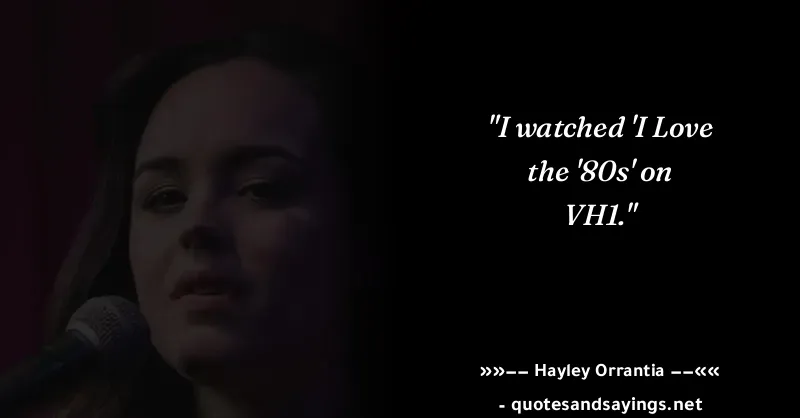 "I watched 'I Love
the '80s' on
VH1."
»»–– Hayley Orrantia ––««
- quotesandsayings.net